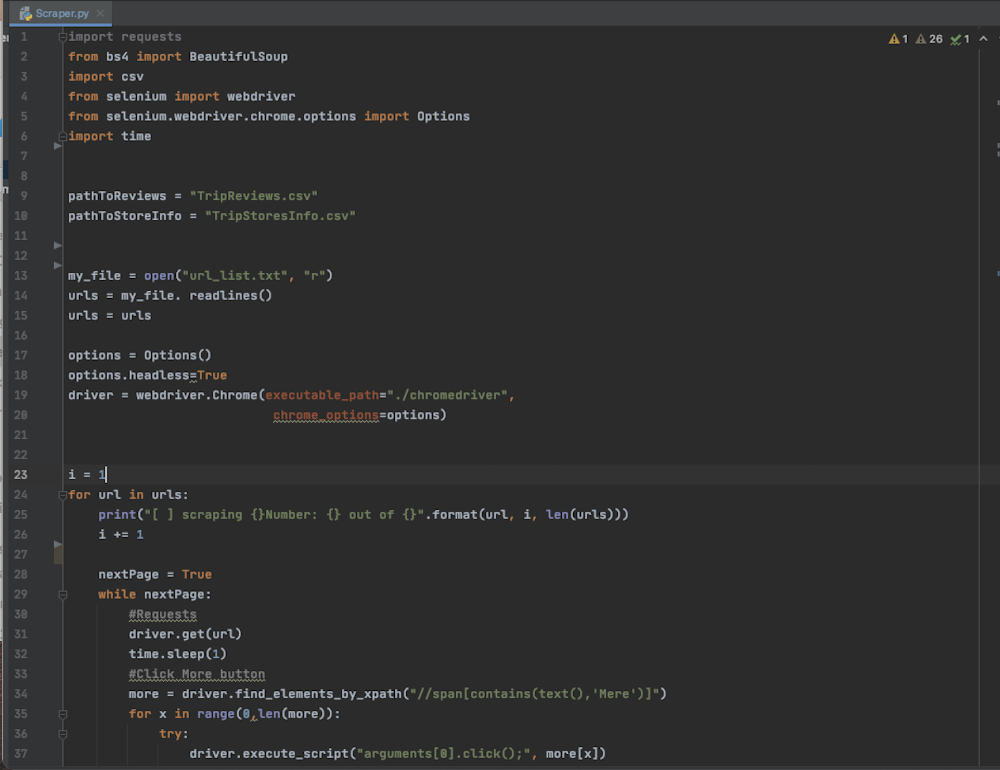 Scraper.py
1 26 1
1 import requests
2 from bs4 import BeautifulSoup
3 import csv
4 from selenium import webdriver
5 from selenium.webdriver.chrome.options import Options
6 import time
7
8
9 pathToReviews = "TripReviews.csv"
10 pathToStoreInfo = "TripStoresInfo.csv"
11
12
13 my_file = open("url_list.txt", "r")
14 urls = my_file. readlines()
15 urls = urls
16
17 options = Options()
18 options.headless=True
19 driver = webdriver.Chrome(executable_path="./chromedriver",
20 chrome_options=options)
21
22
23 i = 1
24 for url in urls:
25 print("[ ] scraping {}Number: {} out of {}".format(url, i, len(urls)))
26 i += 1
27
28 nextPage = True
29 while nextPage:
30 #Requests
31 driver.get(url)
32 time.sleep(1)
33 #Click More button
34 more = driver.find_elements_by_xpath("//span[contains(text(),'Mere')]")
35 for x in range(0,len(more)):
36 try:
37 driver.execute_script("arguments[0].click();", more[x])